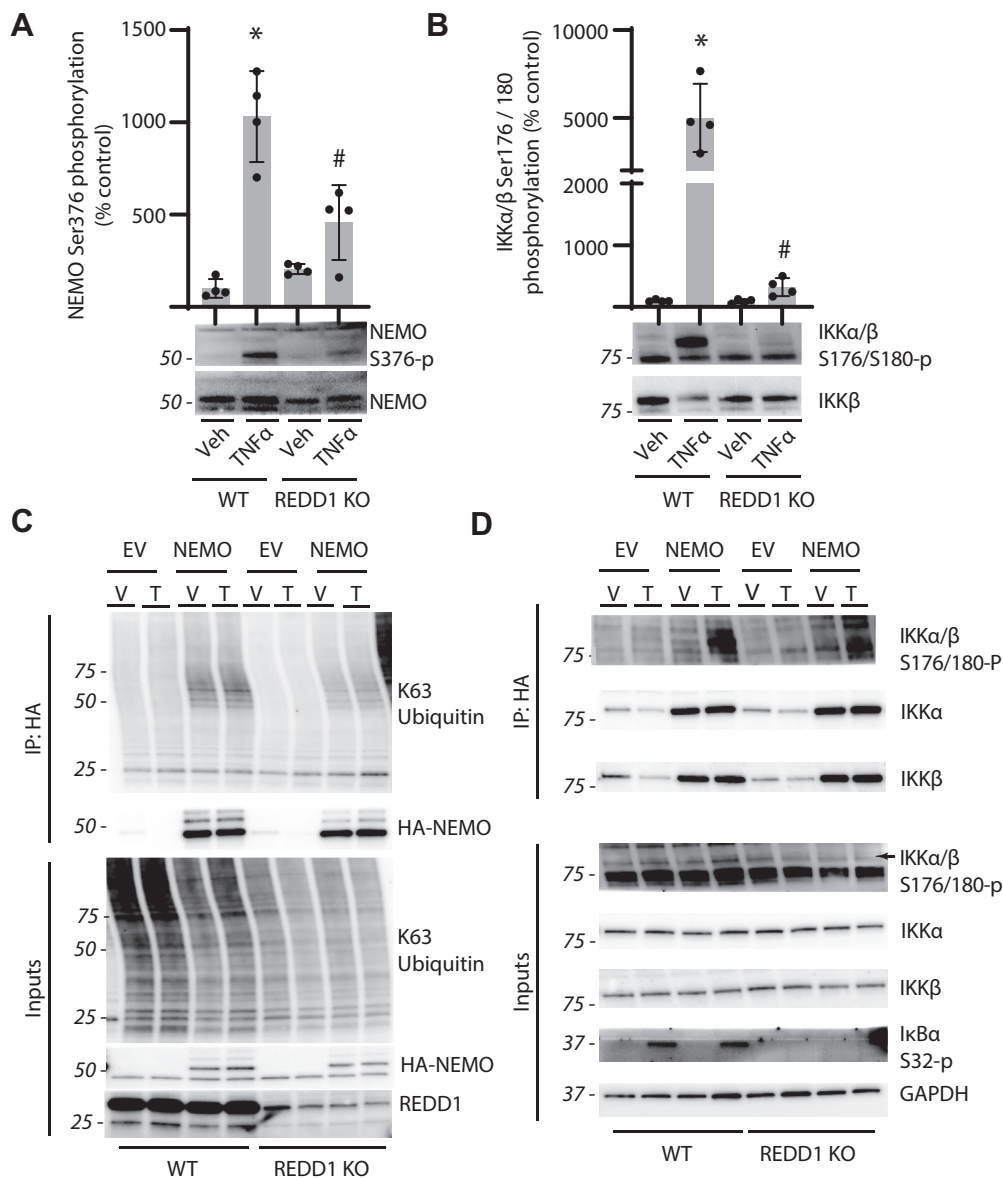 A
NEMO Ser376 phosphorylation
(% control)
1500
1000
500
*
#
NEMO
S376-p
50 -
50 -
NEMO
Veh
TNFα
Veh
TNFα
WT
REDD1 KO
B
IKKα/β Ser176 / 180
phosphorylation (% control)
10000
5000
2000
1000
*
#
IKKα/β
S176/S180-p
75 -
75 -
IKKβ
Veh
TNFα
Veh
TNFα
WT
REDD1 KO
C
EV NEMO EV NEMO
V T V T V T V T
IP: HA
75 -
50 -
25 -
K63
Ubiquitin
50 -
HA-NEMO
Inputs
75 -
50 -
25 -
K63
Ubiquitin
50 -
HA-NEMO
REDD1
25 -
WT
REDD1 KO
D
EV NEMO EV NEMO
V T V T V T V T
IP: HA
75 -
IKKα/β
S176/180-P
75 -
IKKα
75 -
IKKβ
Inputs
75 -
IKKα/β
S176/180-p
75 -
IKKα
75 -
IKKβ
37 -
IκBα
S32-p
37 -
GAPDH
WT
REDD1 KO